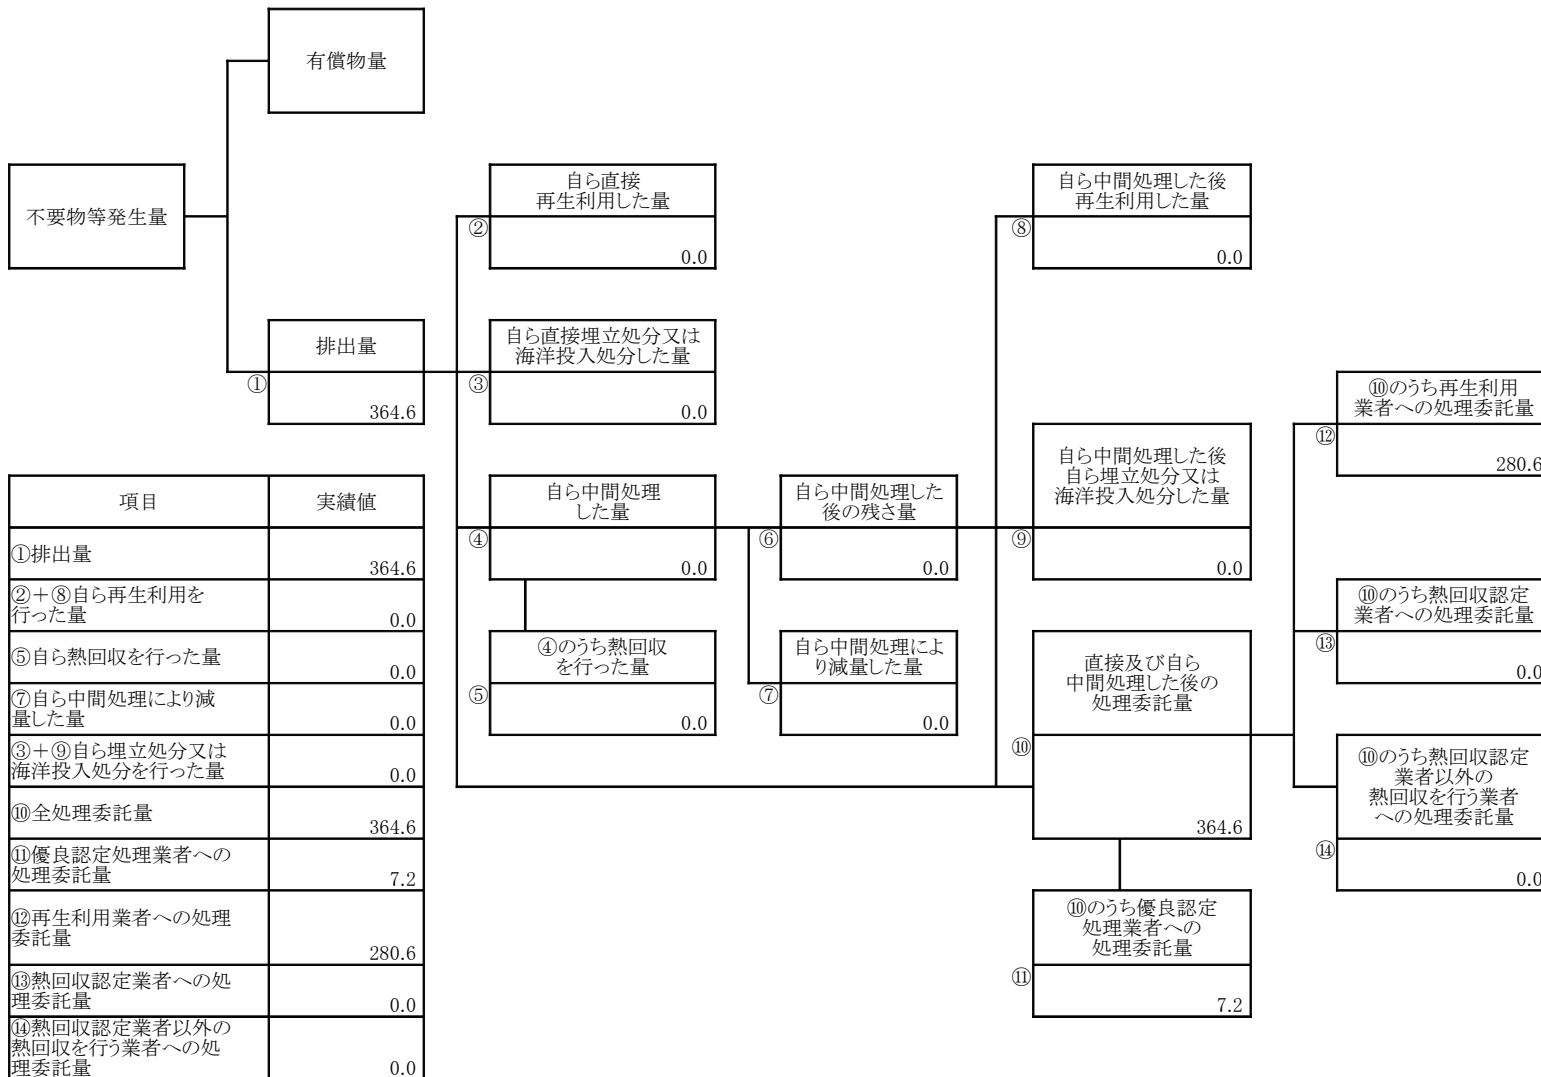 有償物量
不要物等発生量
自ら直接
再生利用した量
②
0.0
自ら中間処理した後
再生利用した量
⑧
0.0
排出量
①
364.6
自ら直接埋立処分又は
海洋投入処分した量
③
0.0
⑩のうち再生利用
業者への処理委託量
⑫
280.6
自ら中間処理
した量
④
0.0
自ら中間処理した
後の残さ量
⑥
0.0
自ら中間処理した後
自ら埋立処分又は
海洋投入処分した量
⑨
0.0
⑩のうち熱回収認定
業者への処理委託量
⑬
0.0
④のうち熱回収
を行った量
⑤
0.0
自ら中間処理によ
り減量した量
⑦
0.0
直接及び自ら
中間処理した後の
処理委託量
⑩
364.6
⑩のうち熱回収認定
業者以外の
熱回収を行う業者
への処理委託量
⑭
0.0
⑩のうち優良認定
処理業者への
処理委託量
⑪
7.2
項目 実績値
①排出量
364.6
②+⑧自ら再生利用を
行った量 0.0
⑤自ら熱回収を行った量
0.0
⑦自ら中間処理により減
量した量 0.0
③+⑨自ら埋立処分又は
海洋投入処分を行った量 0.0
⑩全処理委託量
364.6
⑪優良認定処理業者への
処理委託量 7.2
⑫再生利用業者への処理
委託量
280.6
⑬熱回収認定業者への処
理委託量 0.0
⑭熱回収認定業者以外の
熱回収を行う業者への処
理委託量 0.0